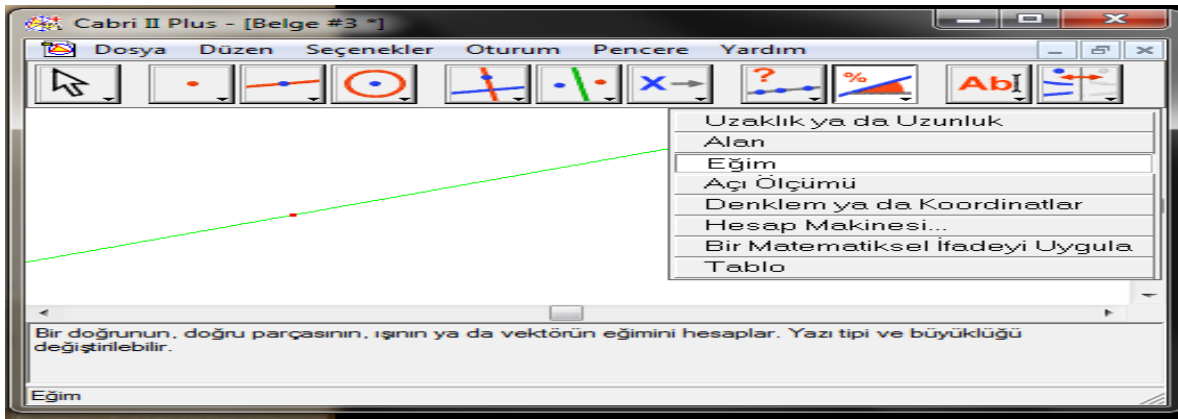 Cabri II Plus - [Belge #3 *]
Dosya Düzen Seçenekler Oturum Pencere Yardım
? % AbI
Uzaklık ya da Uzunluk
Alan
Eğim
Açı Ölçümü
Denklem ya da Koordinatlar
Hesap Makinesi...
Bir Matematiksel İfadeyi Uygula
Tablo
Bir doğrunun, doğru parçasının, ışının ya da vektörün eğimini hesaplar. Yazı tipi ve büyüklüğü
değiştirilebilir.
Eğim